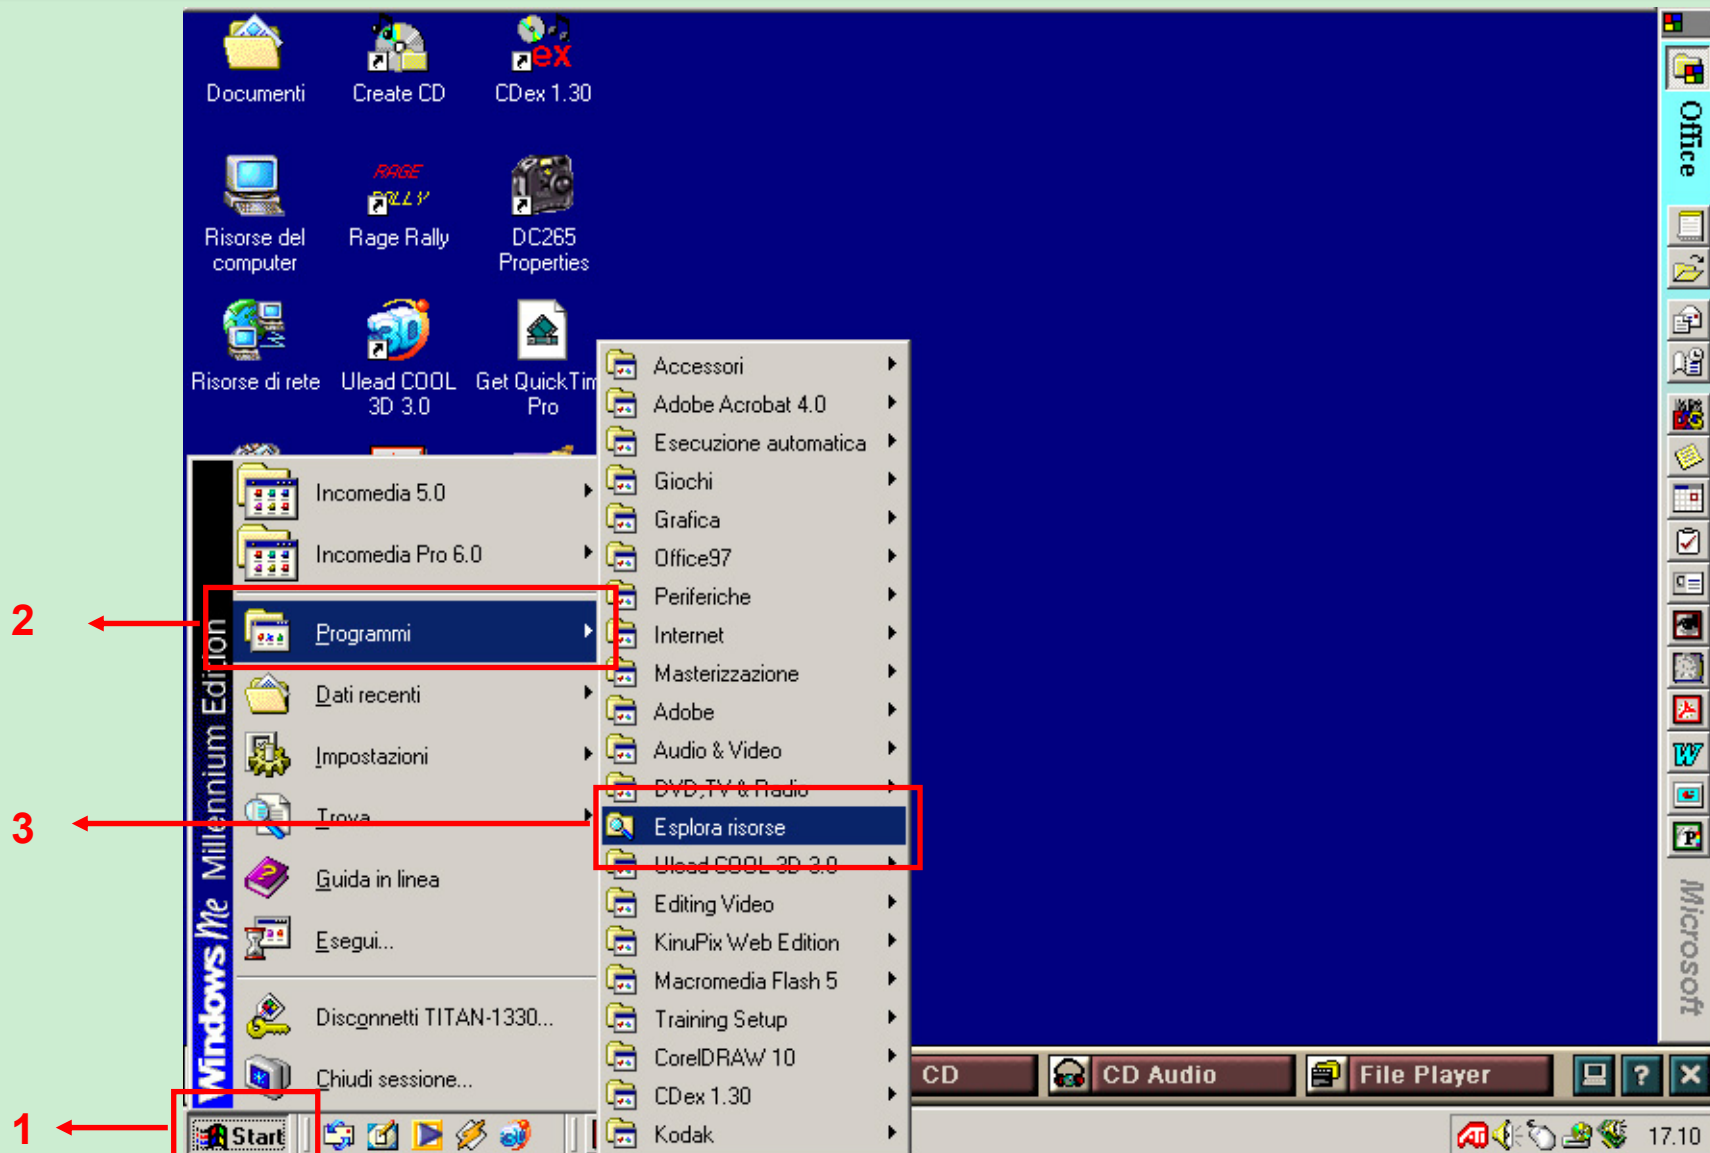 Documenti
Create CD
CDex 1.30
ex
RAGE
Risorse del
computer
Rage Rally
DC265
Properties
3D
Risorse di rete
Ulead COOL
3D 3.0
Get QuickTim
Pro
Office
Microsoft
Windows Me Millennium Edition
Incomedia 5.0
Incomedia Pro 6.0
2
Programmi
Dati recenti
Impostazioni
3
Trova
Guida in linea
Esegui...
Disconnetti TITAN-1330...
Chiudi sessione...
Accessori
Adobe Acrobat 4.0
Esecuzione automatica
Giochi
Grafica
Office97
Periferiche
Internet
Masterizzazione
Adobe
Audio & Video
DVD,TV & Radio
Esplora risorse
Ulead COOL 3D 3.0
Editing Video
KinuPix Web Edition
Macromedia Flash 5
Training Setup
CorelDRAW 10
CDex 1.30
Kodak
CD
CD Audio
File Player
?
1
Start
17.10